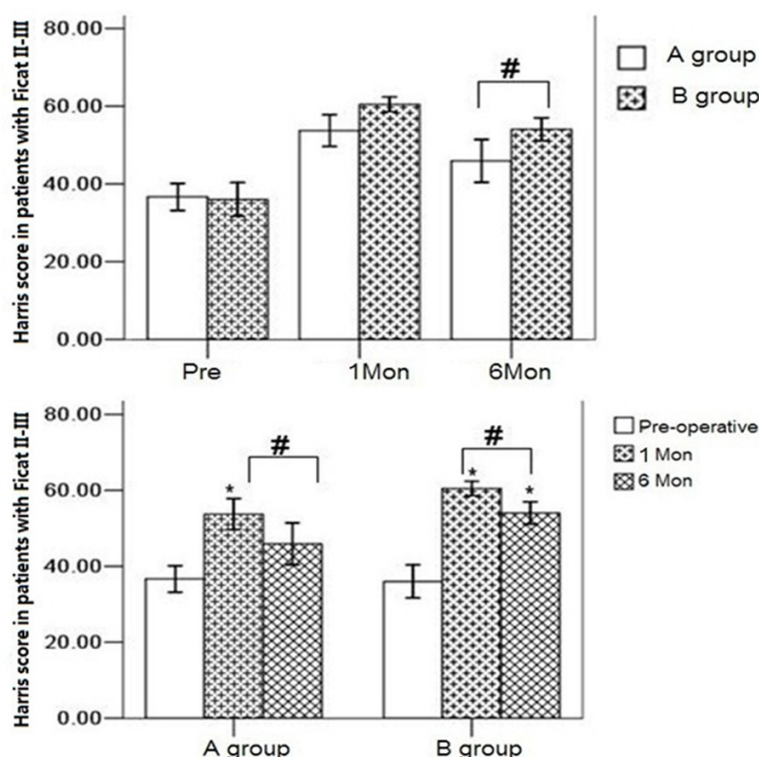 Harris score in patients with Ficat II-III
80.00
60.00
40.00
20.00
0.00
#
Pre
1Mon
6Mon
A group
B group
Harris score in patients with Ficat II-III
80.00
60.00
40.00
20.00
0.00
*
#
*
#
*
A group
B group
Pre-operative
1 Mon
6 Mon